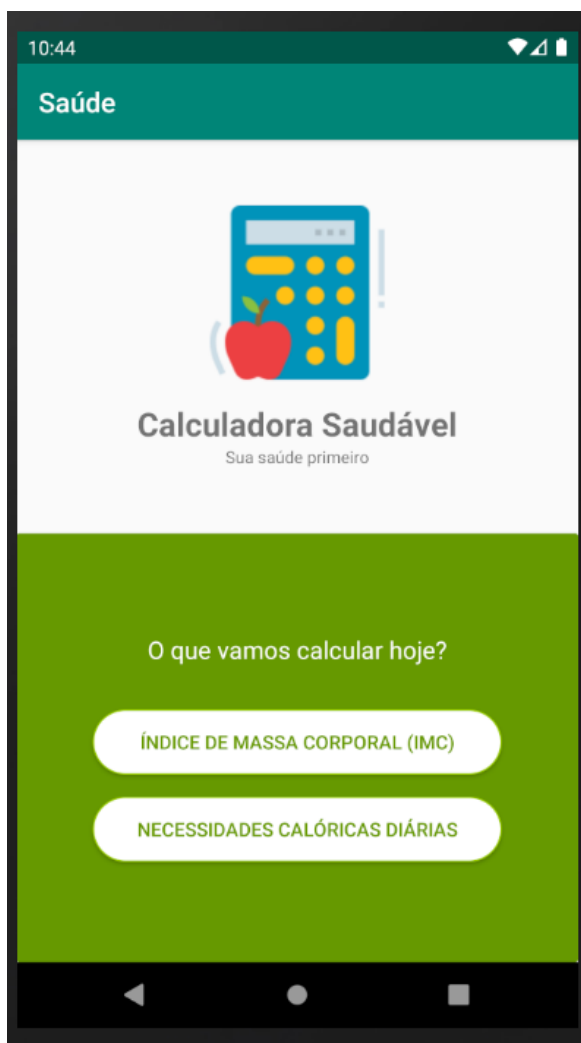 10:44
Saúde
Calculadora Saudável
Sua saúde primeiro
O que vamos calcular hoje?
ÍNDICE DE MASSA CORPORAL (IMC)
NECESSIDADES CALÓRICAS DIÁRIAS